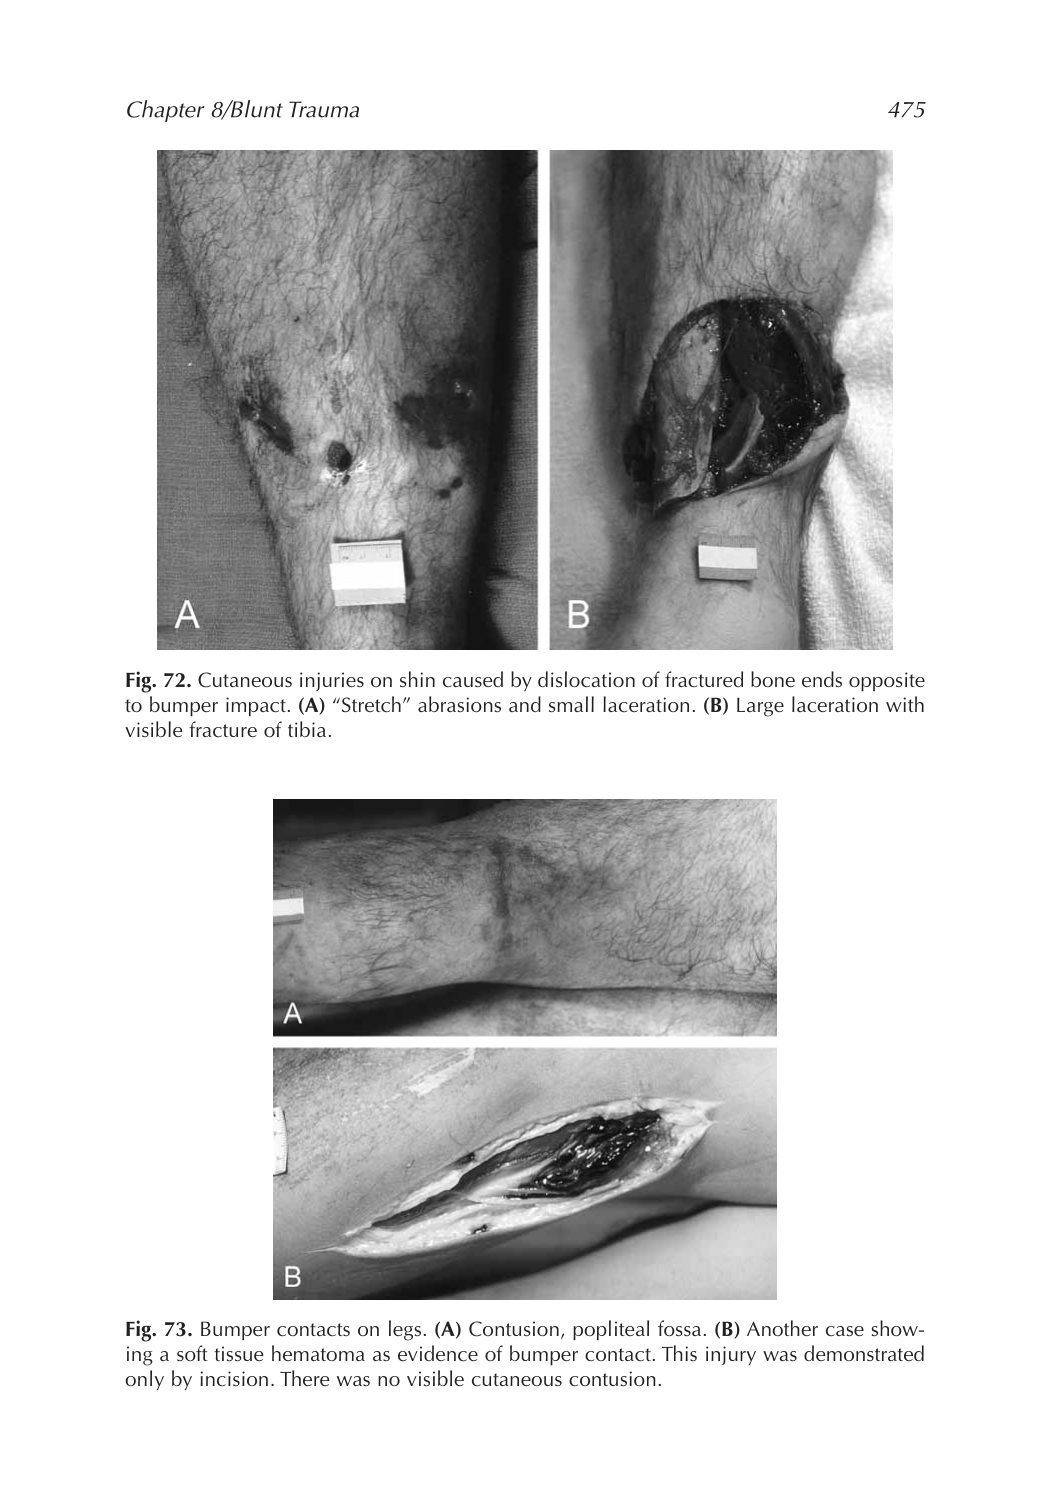 Chapter 8/Blunt Trauma 475
A
B
Fig. 72. Cutaneous injuries on shin caused by dislocation of fractured bone ends opposite
to bumper impact. (A) “Stretch” abrasions and small laceration. (B) Large laceration with
visible fracture of tibia.
A
B
Fig. 73. Bumper contacts on legs. (A) Contusion, popliteal fossa. (B) Another case show-
ing a soft tissue hematoma as evidence of bumper contact. This injury was demonstrated
only by incision. There was no visible cutaneous contusion.